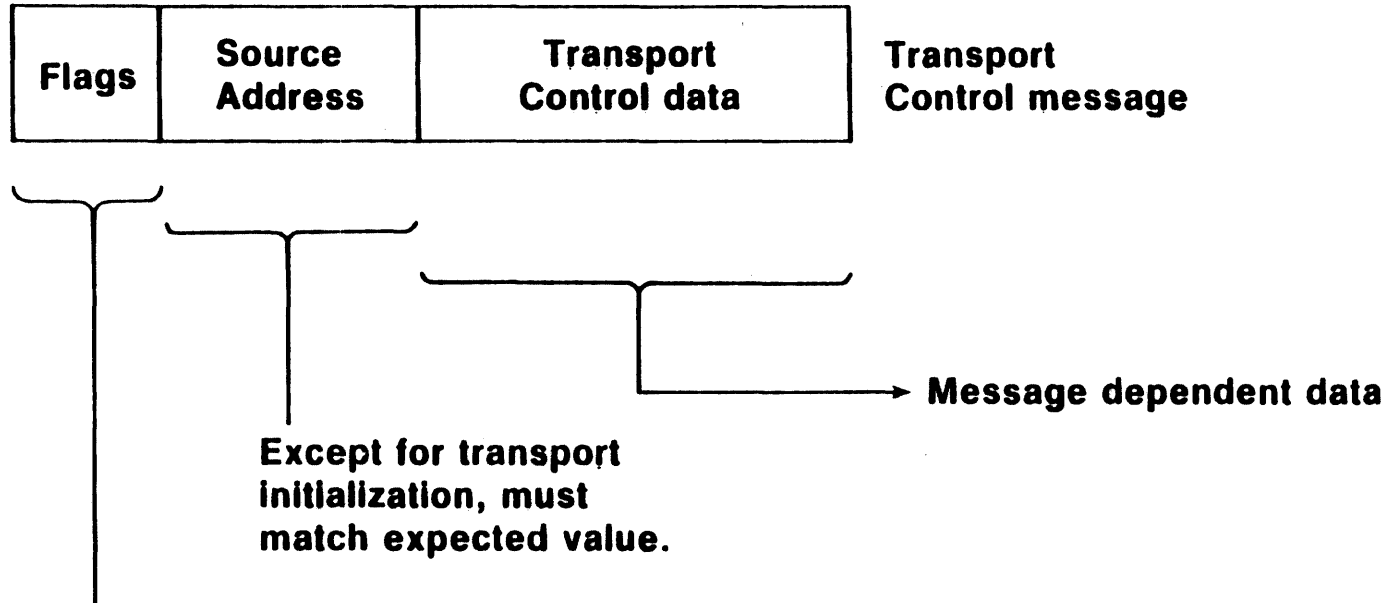 Flags
Source
Address
Transport
Control data
Transport
Control message
Message dependent data
Except for transport
initialization, must
match expected value.